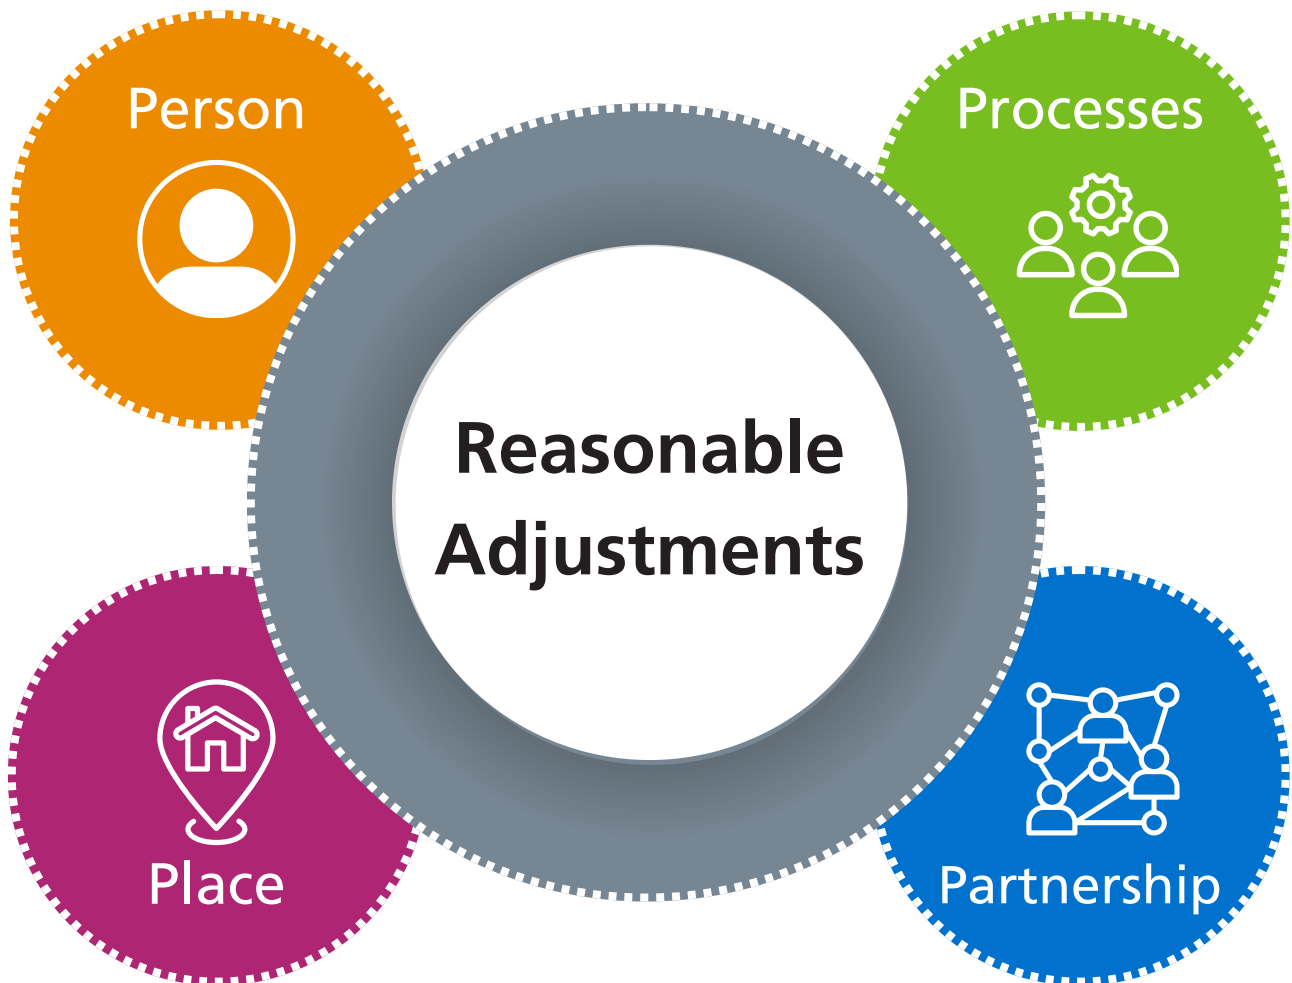 Person
Processes
Reasonable
Adjustments
Place
Partnership